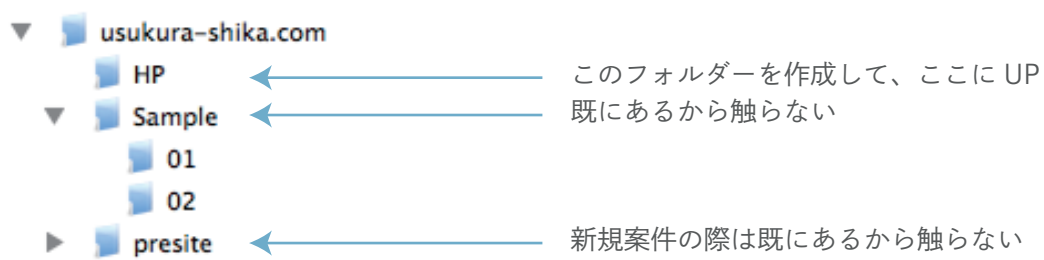 usukura-shika.com
HP
このフォルダーを作成して、ここに UP
Sample
既にあるから触らない
01
02
presite
新規案件の際は既にあるから触らない